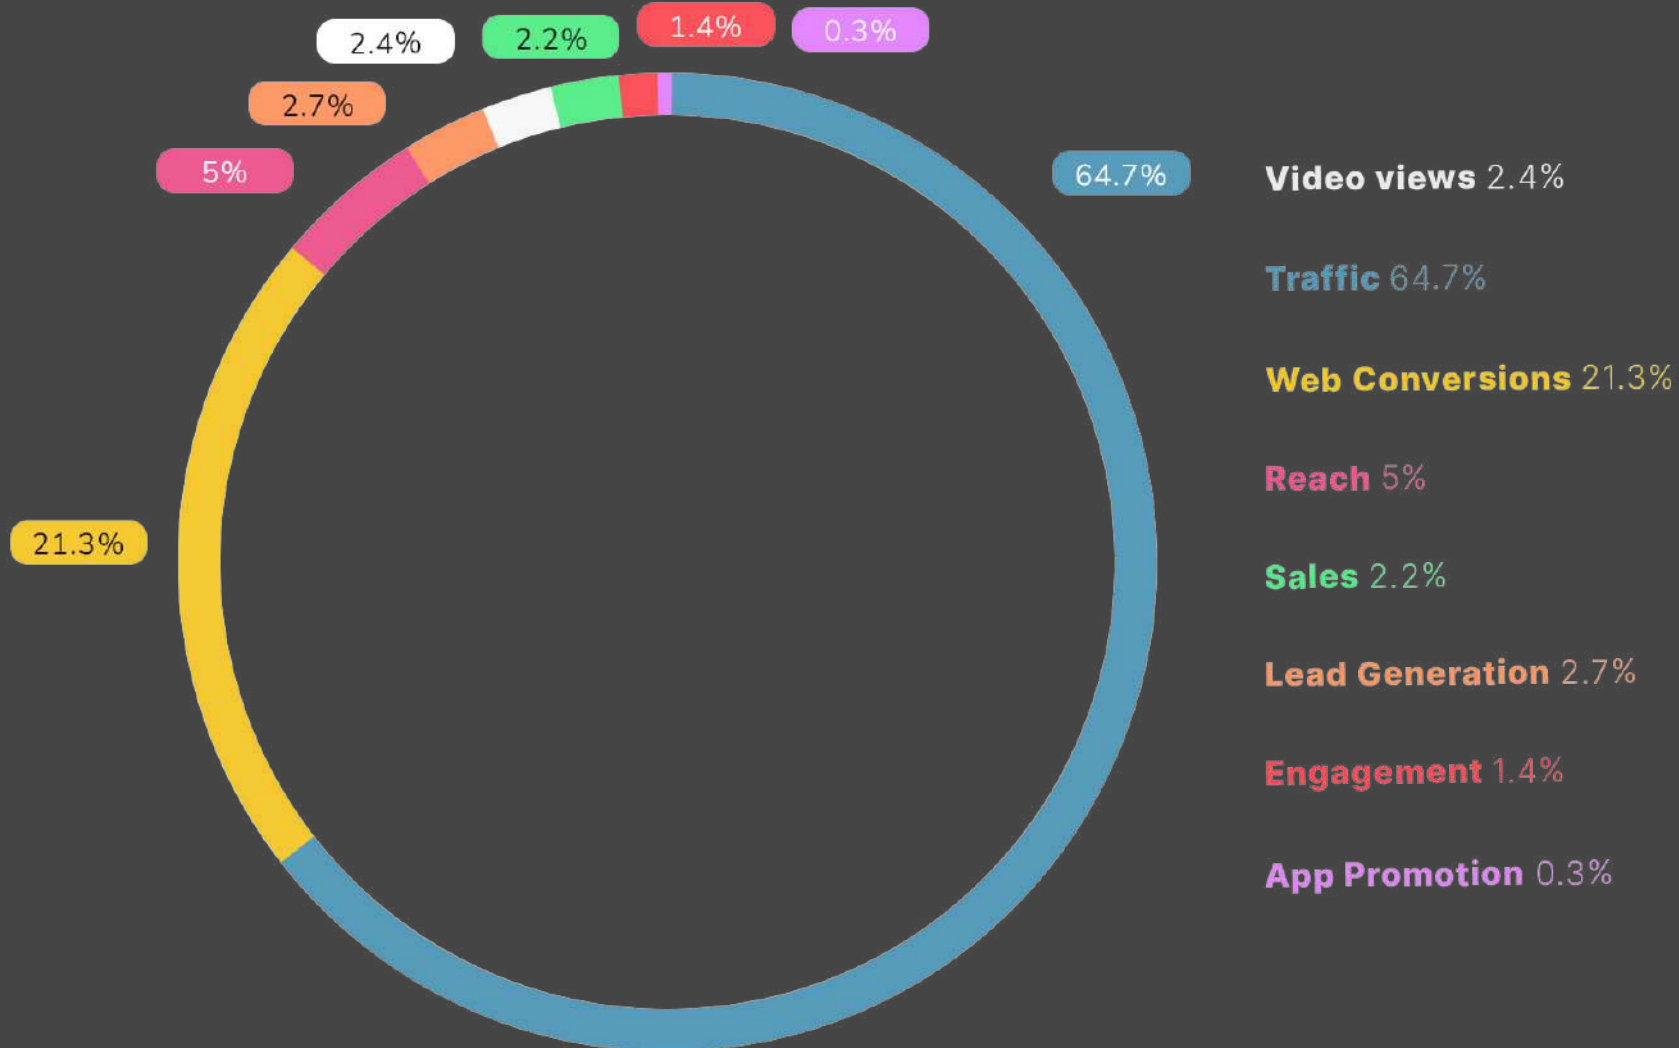 1.4%
0.3%
2.2%
2.4%
2.7%
5%
64.7%
21.3%
Video views 2.4%
Traffic 64.7%
Web Conversions 21.3%
Reach 5%
Sales 2.2%
Lead Generation 2.7%
Engagement 1.4%
App Promotion 0.3%